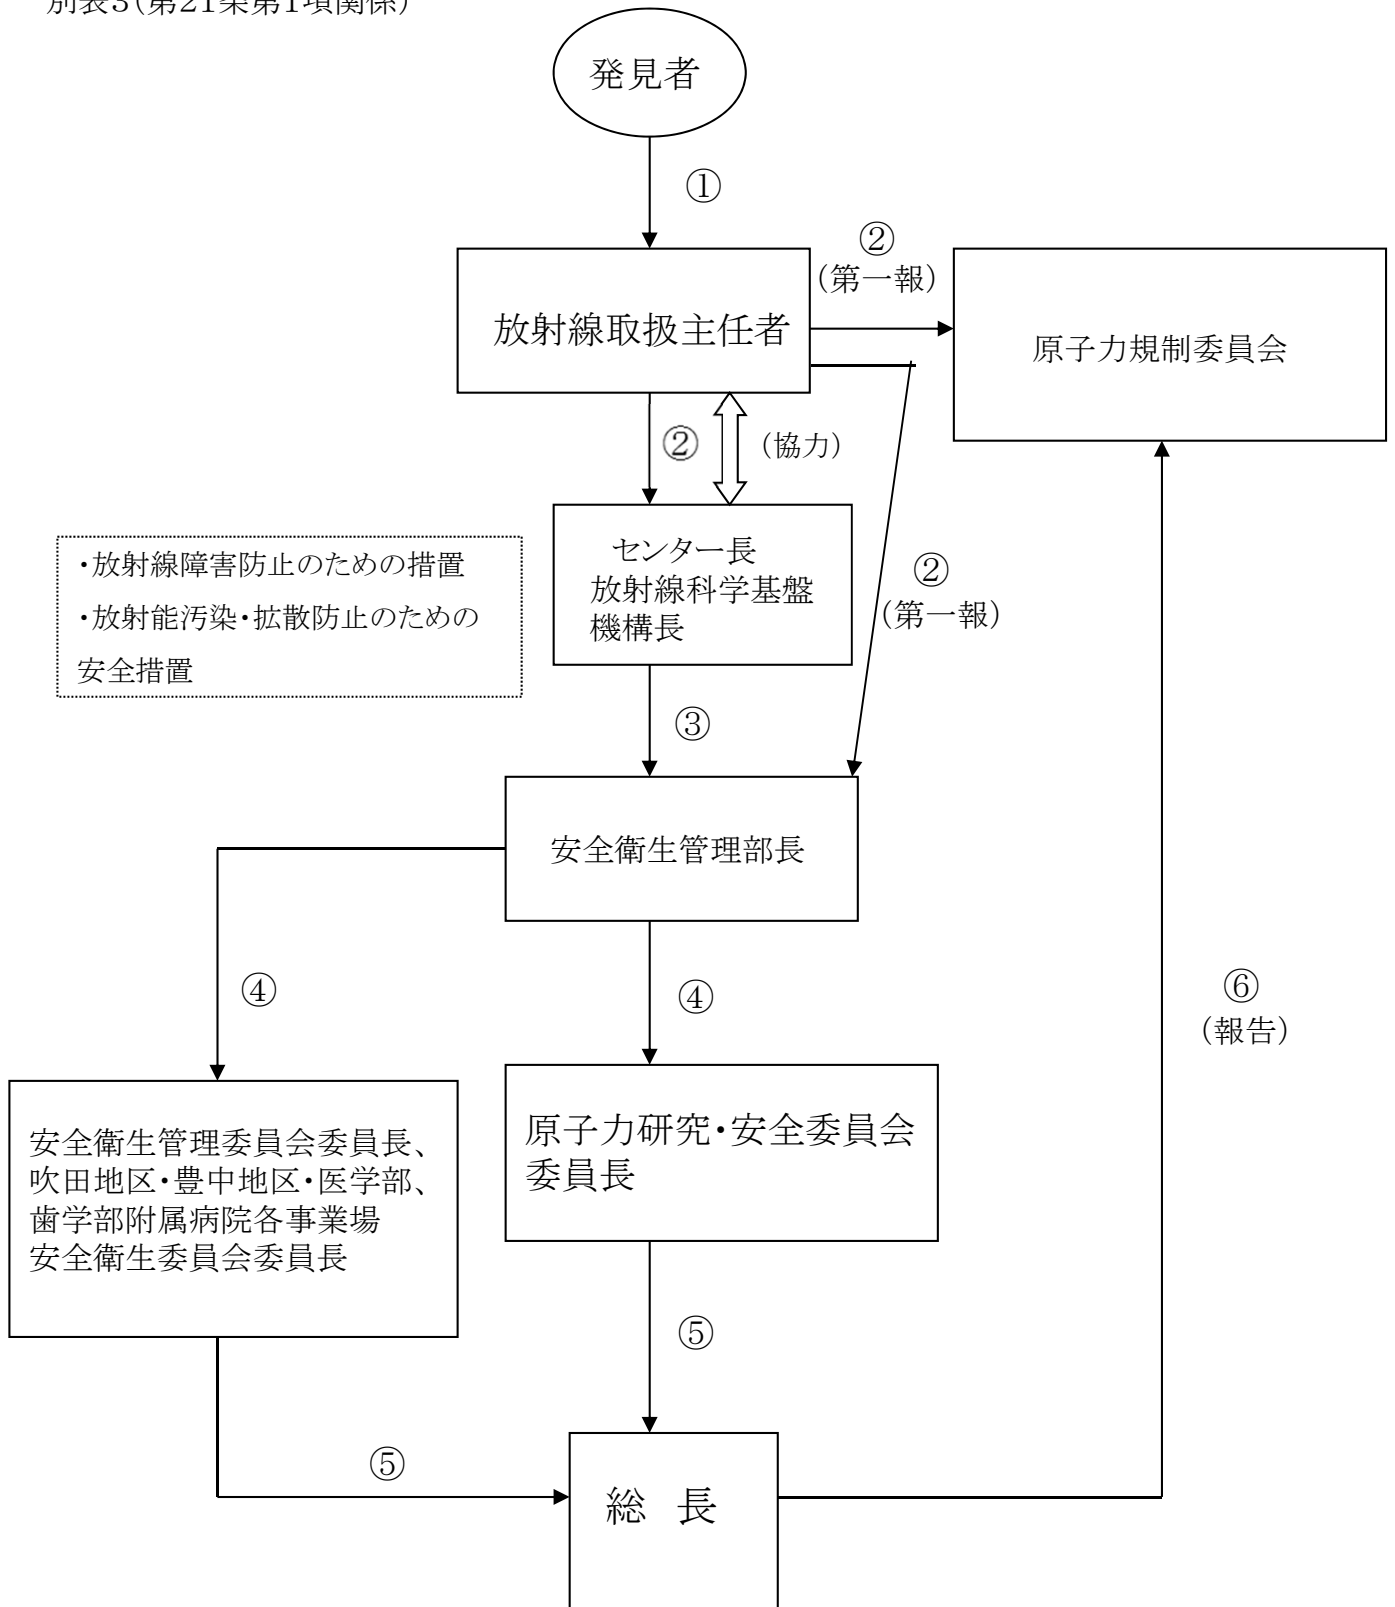 別表3(第21条第1項関係)
発見者
①
②
(第一報)
放射線取扱主任者
原子力規制委員会
②
(協力)
センター長
放射線科学基盤
機構長
②
(第一報)
・放射線障害防止のための措置
・放射能汚染・拡散防止のための
安全措置
③
安全衛生管理部長
④
④
⑥
(報告)
安全衛生管理委員会委員長、
吹田地区・豊中地区・医学部、
歯学部附属病院各事業場
安全衛生委員会委員長
原子力研究・安全委員会
委員長
⑤
⑤
総 長